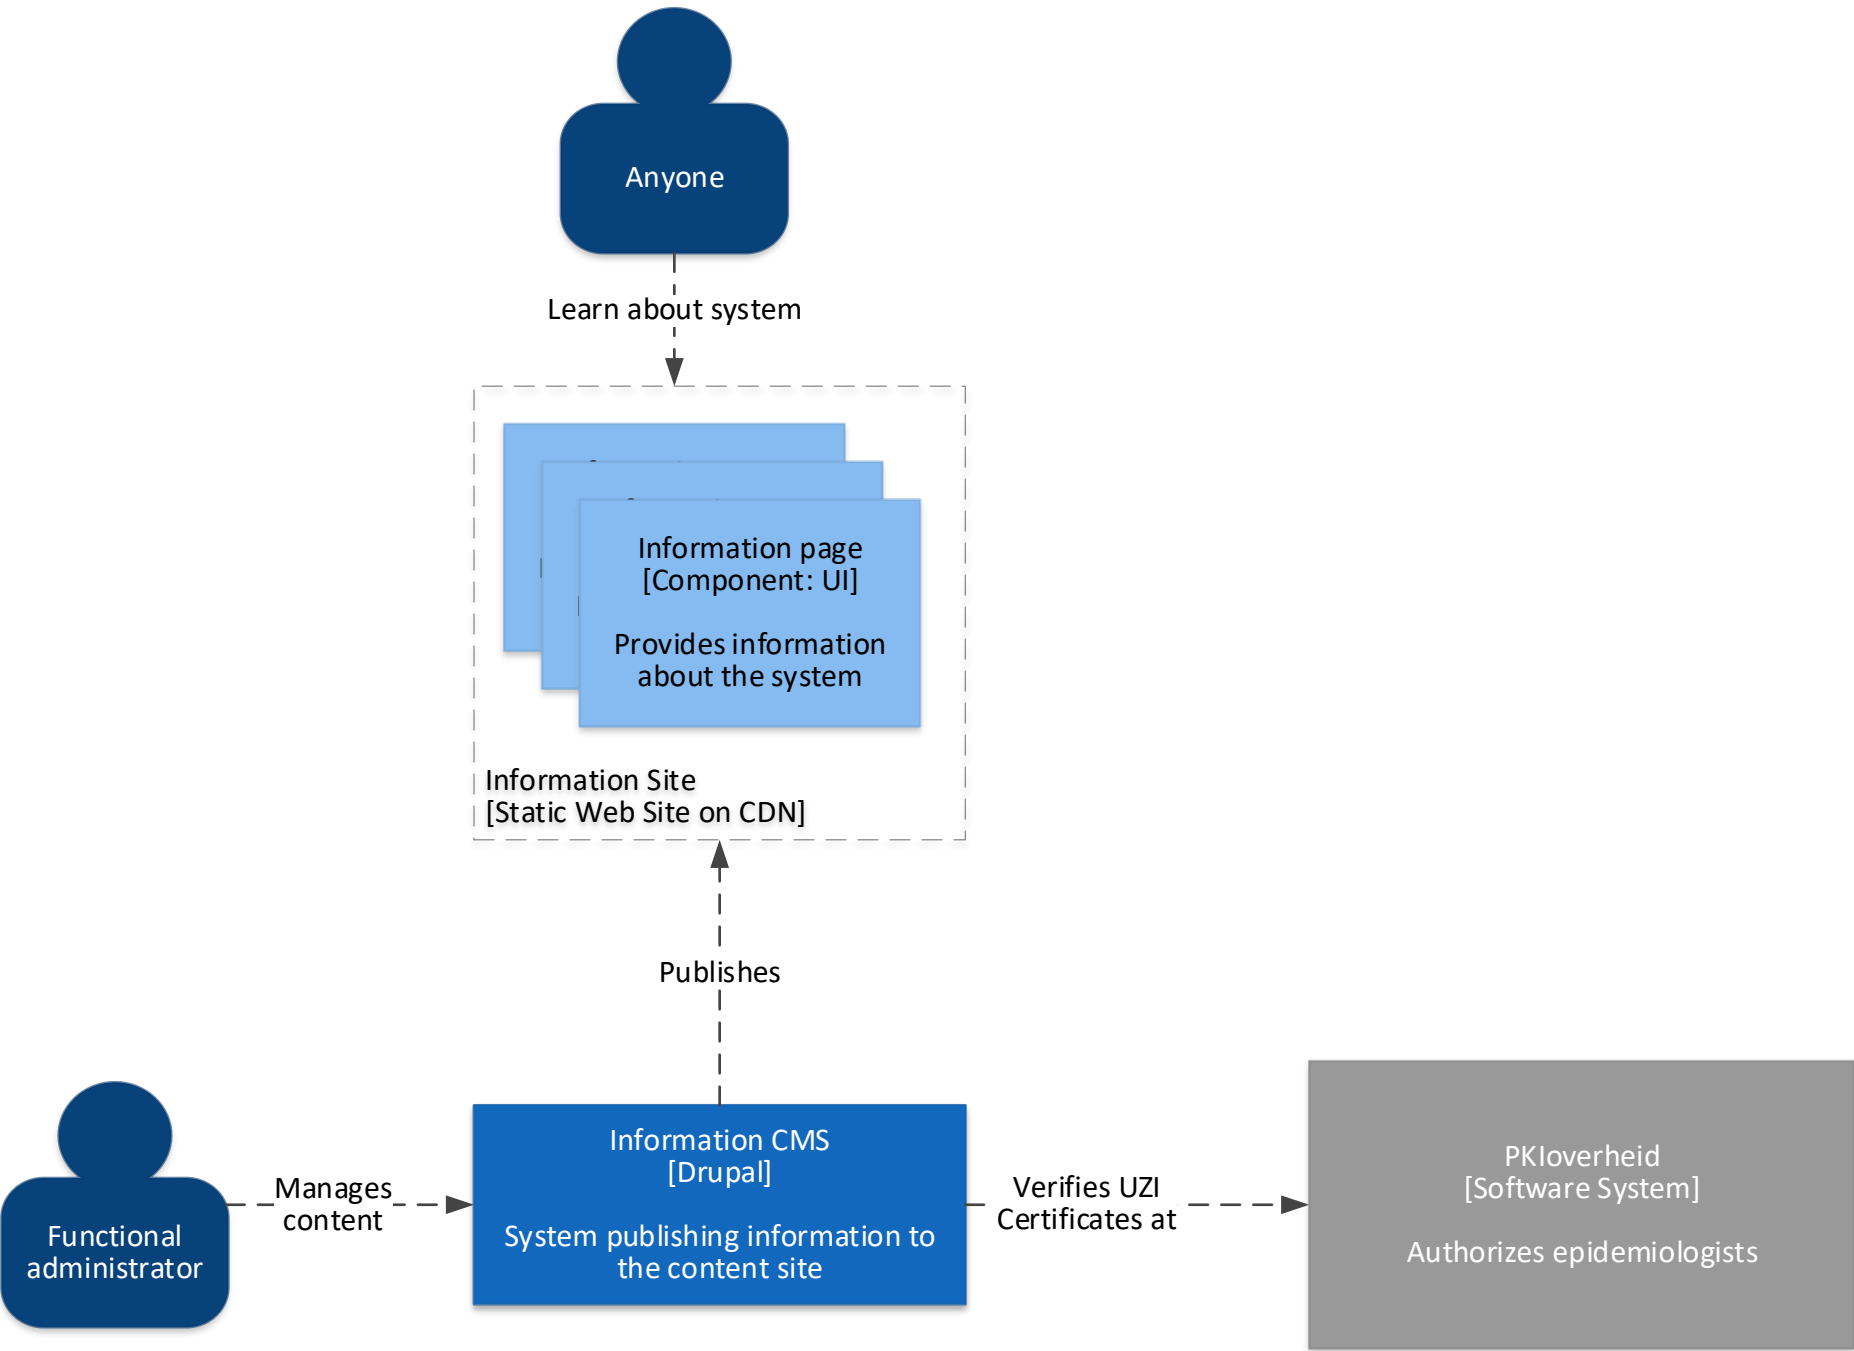 Anyone
Learn about system
Information page
[Component: UI]
Provides information
about the system
Information Site
[Static Web Site on CDN]
Publishes
Functional
administrator
Manages
content
Information CMS
[Drupal]
System publishing information to
the content site
Verifies UZI
Certificates at
PKIoverheid
[Software System]
Authorizes epidemiologists